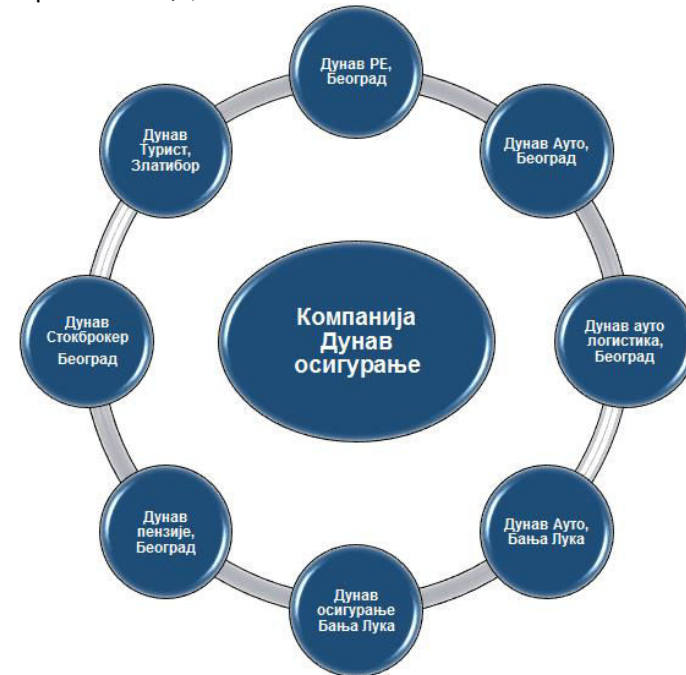 Дунав РЕ,
Београд
Дунав Ауто,
Београд
Дунав ауто
логистика,
Београд
Дунав Ауто,
Бања Лука
Дунав
осигурање
Бања Лука
Дунав
пензије,
Београд
Дунав
Стокброкер
Београд
Дунав
Турист,
Златибор
Компанија
Дунав
осигурање